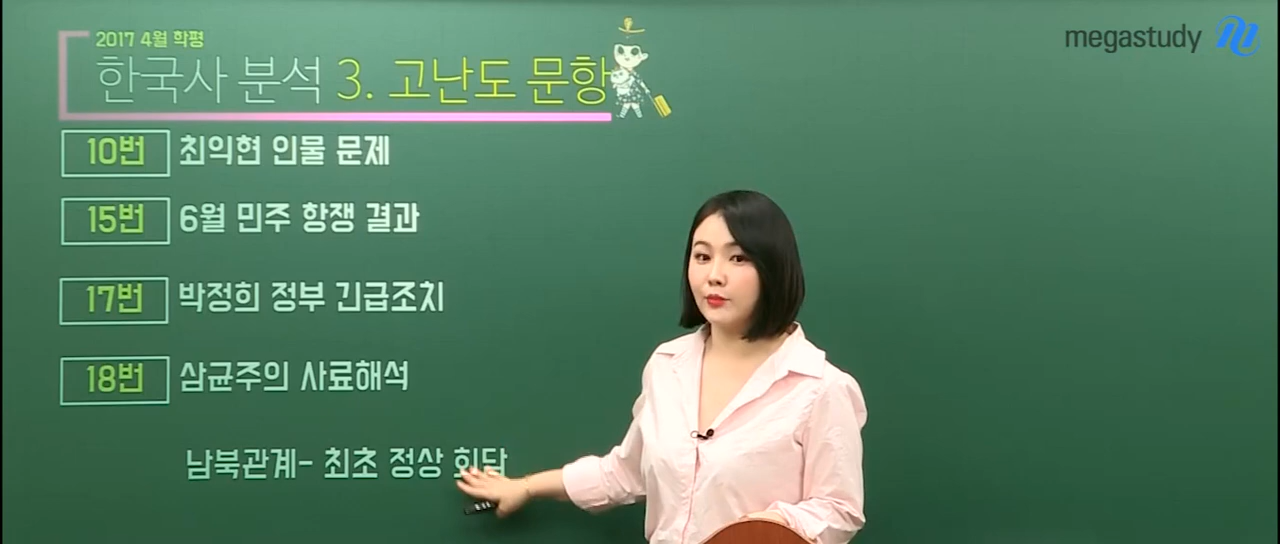 2017 4월 학평
megastudy
한국사 분석 3. 고난도 문항
10번 최익현 인물 문제
15번 6월 민주 항쟁 결과
17번 박정희 정부 긴급조치
18번 삼균주의 사료해석
남북관계- 최초 정상 회담